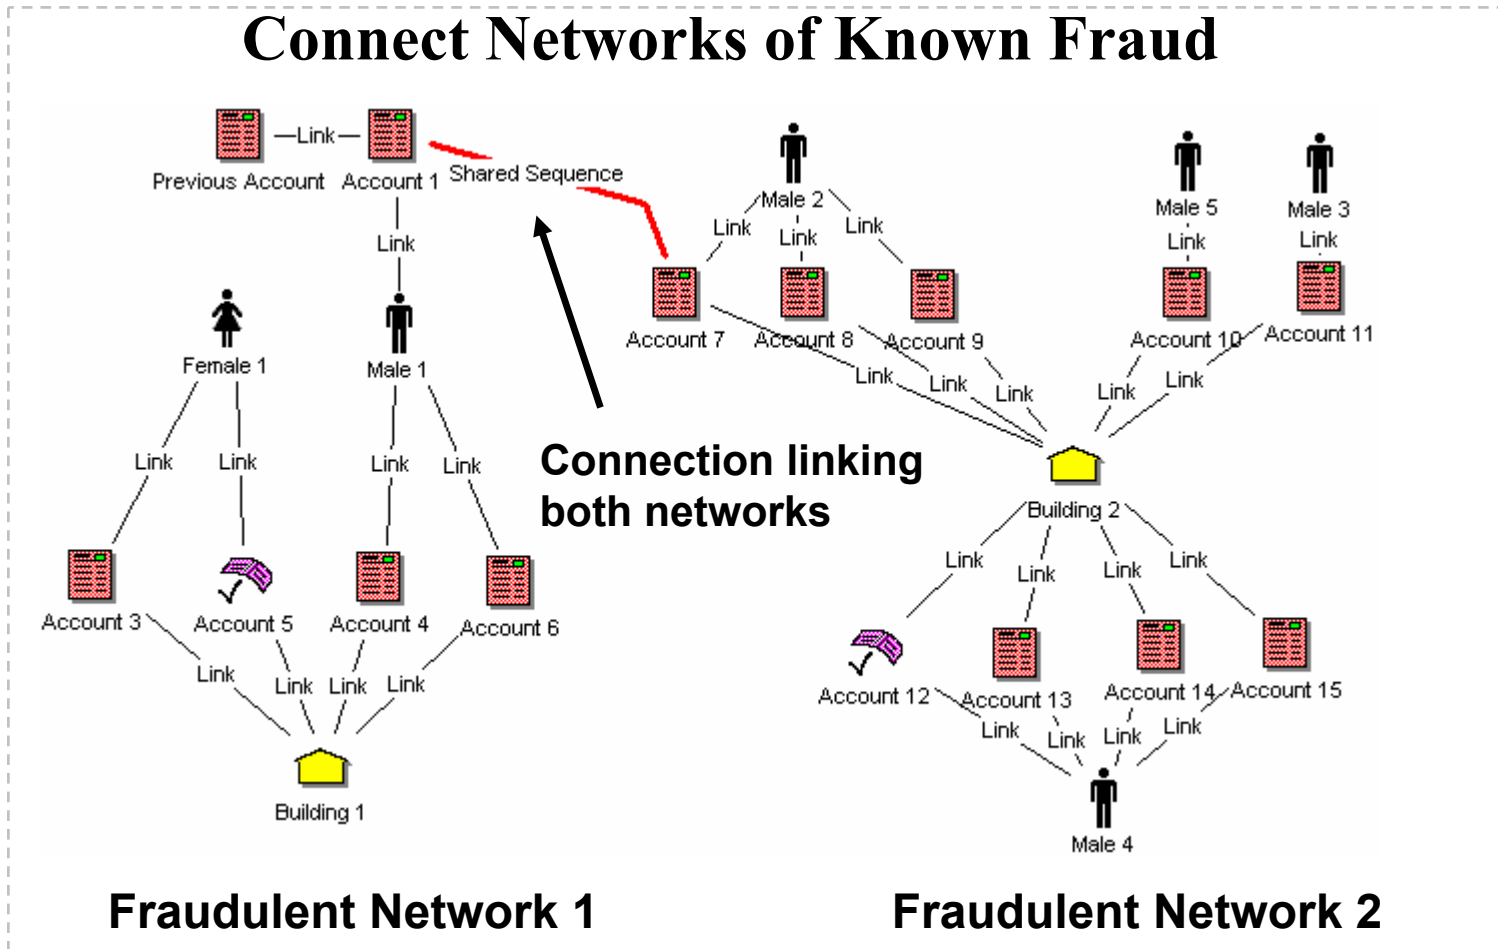 Connect Networks of Known Fraud
Link
Previous Account
Account 1
Shared Sequence
Link
Female 1
Male 1
Link
Link
Link
Link
Account 3
Account 5
Account 4
Account 6
Link
Link
Link
Link
Building 1
Fraudulent Network 1
Connection linking
both networks
Male 2
Link
Link
Link
Male 5
Male 3
Link
Link
Account 7
Account 8
Account 9
Account 10
Account 11
Link
Link
Link
Link
Link
Building 2
Link
Link
Link
Link
Account 12
Account 13
Account 14
Account 15
Link
Link
Link
Link
Male 4
Fraudulent Network 2